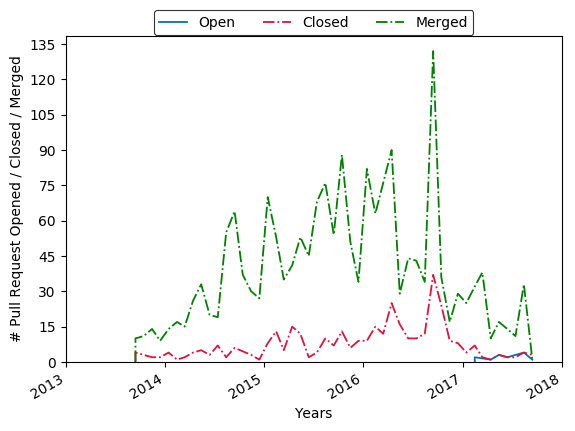 Open Closed Merged
# Pull Request Opened / Closed / Merged
135
120
105
90
75
60
45
30
15
0
2013 2014 2015 2016 2017 2018
Years